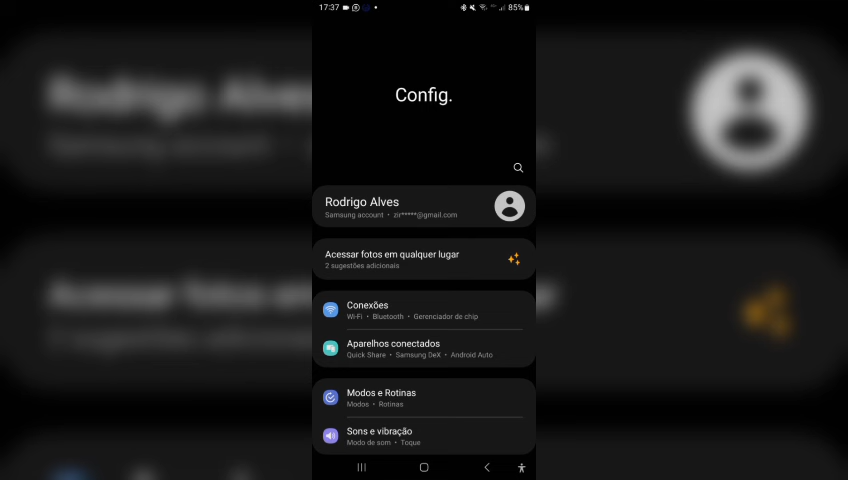 17:37
85%
Config.
Rodrigo Alves
Samsung account • zir*****@gmail.com
Acessar fotos em qualquer lugar
2 sugestões adicionais
Conexões
Wi-Fi • Bluetooth • Gerenciador de chip
Aparelhos conectados
Quick Share • Samsung DeX • Android Auto
Modos e Rotinas
Modos • Rotinas
Sons e vibração
Modo de som • Toque